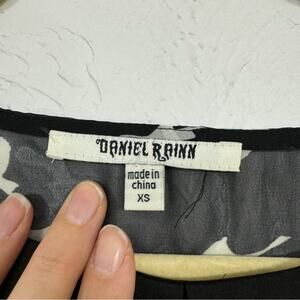 DANIEL RAINN
made in
china
XS